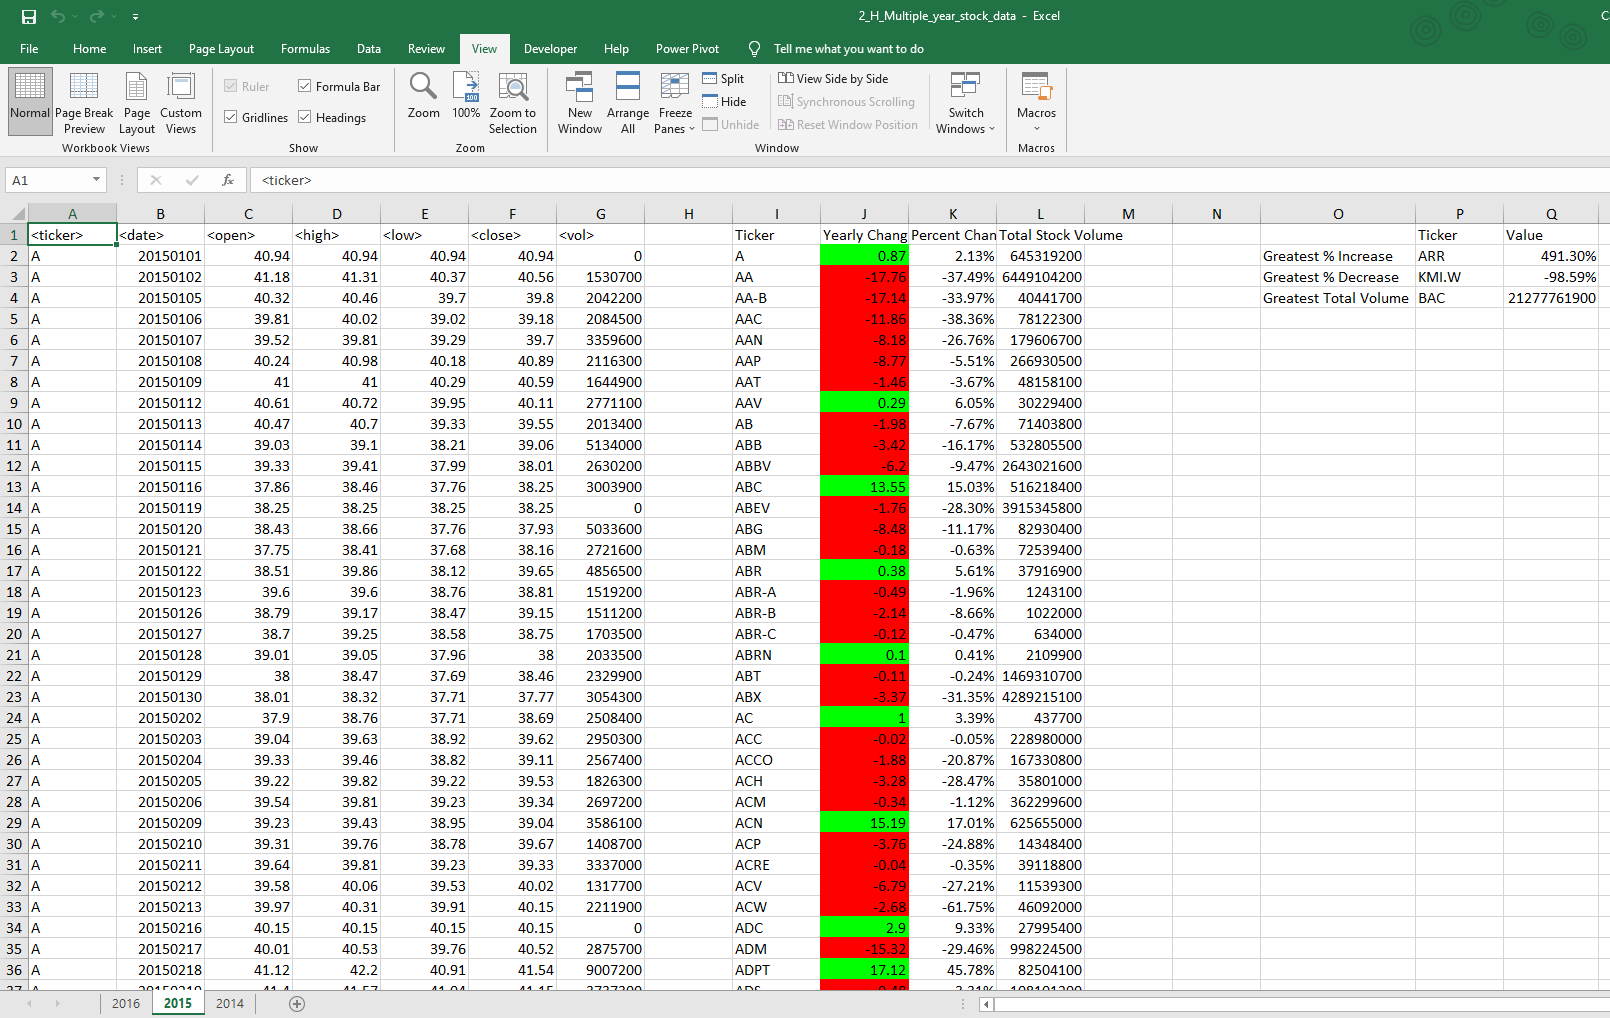 2_H_Multiple_year_stock_data - Excel
File Home Insert Page Layout Formulas Data Review View Developer Help Power Pivot Tell me what you want to do
Normal
Page Break Preview
Page Layout
Custom Views
Workbook Views
Ruler
Formula Bar
Gridlines
Headings
Show
Zoom
100%
Zoom to Selection
Zoom
New Window
Arrange All
Freeze Panes
Split
Hide
Unhide
View Side by Side
Synchronous Scrolling
Reset Window Position
Window
Switch Windows
Macros
Macros
A1 fx <ticker>
A B C D E F G H I J K L M N O P Q
1 <ticker> <date> <open> <high> <low> <close> <vol> Ticker Yearly Chang Percent Chan Total Stock Volume Ticker Value
2 A 20150101 40.94 40.94 40.94 40.94 0 A 0.87 2.13% 645319200 Greatest % Increase ARR 491.30%
3 A 20150102 41.18 41.31 40.37 40.56 1530700 AA -17.76 -37.49% 6449104200 Greatest % Decrease KMI.W -98.59%
4 A 20150105 40.32 40.46 39.7 39.8 2042200 AA-B -17.14 -33.97% 40441700 Greatest Total Volume BAC 21277761900
5 A 20150106 39.81 40.02 39.02 39.18 2084500 AAC -11.86 -38.36% 78122300
6 A 20150107 39.52 39.81 39.29 39.7 3359600 AAN -8.18 -26.76% 179606700
7 A 20150108 40.24 40.98 40.18 40.89 2116300 AAP -8.77 -5.51% 266930500
8 A 20150109 41 41 40.29 40.59 1644900 AAT -1.46 -3.67% 48158100
9 A 20150112 40.61 40.72 39.95 40.11 2771100 AAV 0.29 6.05% 30229400
10 A 20150113 40.47 40.7 39.33 39.55 2013400 AB -1.98 -7.67% 71403800
11 A 20150114 39.03 39.1 38.21 39.06 5134000 ABB -3.42 -16.17% 532805500
12 A 20150115 39.33 39.41 37.99 38.01 2630200 ABBV -6.2 -9.47% 2643021600
13 A 20150116 37.86 38.46 37.76 38.25 3003900 ABC 13.55 15.03% 516218400
14 A 20150119 38.25 38.25 38.25 38.25 0 ABEV -1.76 -28.30% 3915345800
15 A 20150120 38.43 38.66 37.76 37.93 5033600 ABG -8.48 -11.17% 82930400
16 A 20150121 37.75 38.41 37.68 38.16 2721600 ABM -0.18 -0.63% 72539400
17 A 20150122 38.51 39.86 38.12 39.65 4856500 ABR 0.38 5.61% 37916900
18 A 20150123 39.6 39.6 38.76 38.81 1519200 ABR-A -0.49 -1.96% 1243100
19 A 20150126 38.79 39.17 38.47 39.15 1511200 ABR-B -2.14 -8.66% 1022000
20 A 20150127 38.7 39.25 38.58 38.75 1703500 ABR-C -0.12 -0.47% 634000
21 A 20150128 39.01 39.05 37.96 38 2033500 ABRN 0.1 0.41% 2109900
22 A 20150129 38 38.47 37.69 38.46 2329900 ABT -0.11 -0.24% 1469310700
23 A 20150130 38.01 38.32 37.71 37.77 3054300 ABX -3.37 -31.35% 4289215100
24 A 20150202 37.9 38.76 37.71 38.69 2508400 AC 1 3.39% 437700
25 A 20150203 39.04 39.63 38.92 39.62 2950300 ACC -0.02 -0.05% 228980000
26 A 20150204 39.33 39.46 38.82 39.11 2567400 ACCO -1.88 -20.87% 167330800
27 A 20150205 39.22 39.82 39.22 39.53 1826300 ACH -3.28 -28.47% 35801000
28 A 20150206 39.54 39.81 39.23 39.34 2697200 ACM -0.34 -1.12% 362299600
29 A 20150209 39.23 39.43 38.95 39.04 3586100 ACN 15.19 17.01% 625655000
30 A 20150210 39.31 39.76 38.78 39.67 1408700 ACP -3.76 -24.88% 14348400
31 A 20150211 39.64 39.81 39.23 39.33 3337000 ACRE -0.04 -0.35% 39118800
32 A 20150212 39.58 40.06 39.53 40.02 1317700 ACV -6.79 -27.21% 11539300
33 A 20150213 39.97 40.31 39.91 40.15 2211900 ACW -2.68 -61.75% 46092000
34 A 20150216 40.15 40.15 40.15 40.15 0 ADC 2.9 9.33% 27995400
35 A 20150217 40.01 40.53 39.76 40.52 2875700 ADM -15.32 -29.46% 998224500
36 A 20150218 41.12 42.2 40.91 41.54 9007200 ADPT 17.12 45.78% 82504100
2016 2015 2014